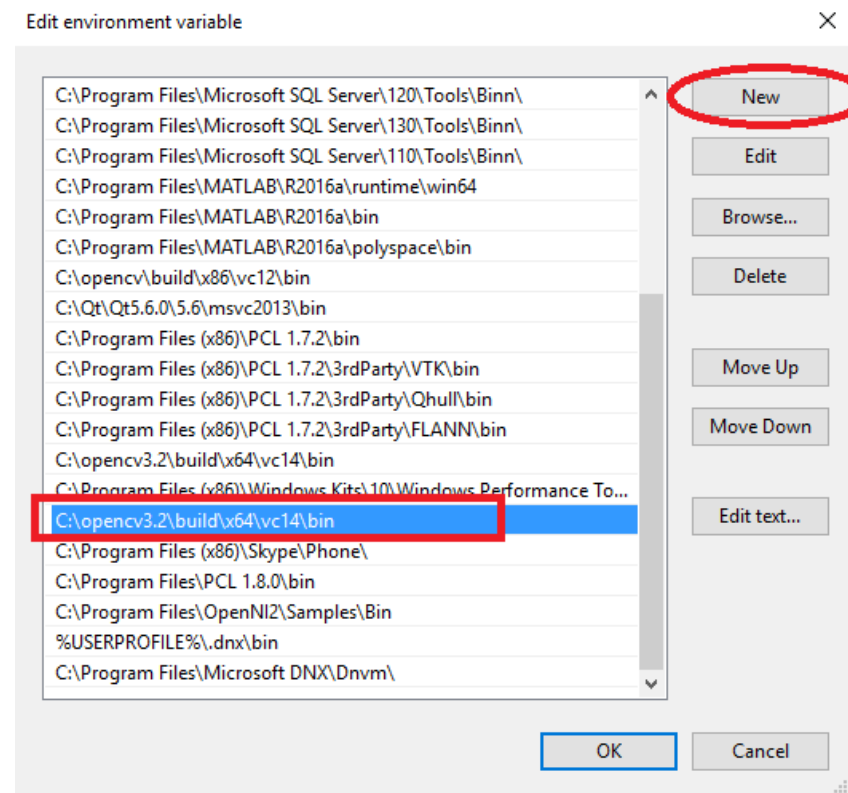 Edit environment variable
C:\Program Files\Microsoft SQL Server\120\Tools\Binn\
New
C:\Program Files\Microsoft SQL Server\130\Tools\Binn\
C:\Program Files\Microsoft SQL Server\110\Tools\Binn\
Edit
C:\Program Files\MATLAB\R2016a\runtime\win64
C:\Program Files\MATLAB\R2016a\bin
Browse...
C:\Program Files\MATLAB\R2016a\polyspace\bin
C:\opencv\build\x86\vc12\bin
Delete
C:\Qt\Qt5.6.0\5.6\msvc2013\bin
C:\Program Files (x86)\PCL 1.7.2\bin
C:\Program Files (x86)\PCL 1.7.2\3rdParty\VTK\bin
Move Up
C:\Program Files (x86)\PCL 1.7.2\3rdParty\Qhull\bin
C:\Program Files (x86)\PCL 1.7.2\3rdParty\FLANN\bin
Move Down
C:\opencv3.2\build\x64\vc14\bin
C:\Program Files (x86)\Windows Kits\10\Windows Performance To...
C:\opencv3.2\build\x64\vc14\bin
Edit text...
C:\Program Files (x86)\Skype\Phone\
C:\Program Files\PCL 1.8.0\bin
C:\Program Files\OpenNI2\Samples\Bin
%USERPROFILE%\.dnx\bin
C:\Program Files\Microsoft DNX\Dnvm\
OK
Cancel